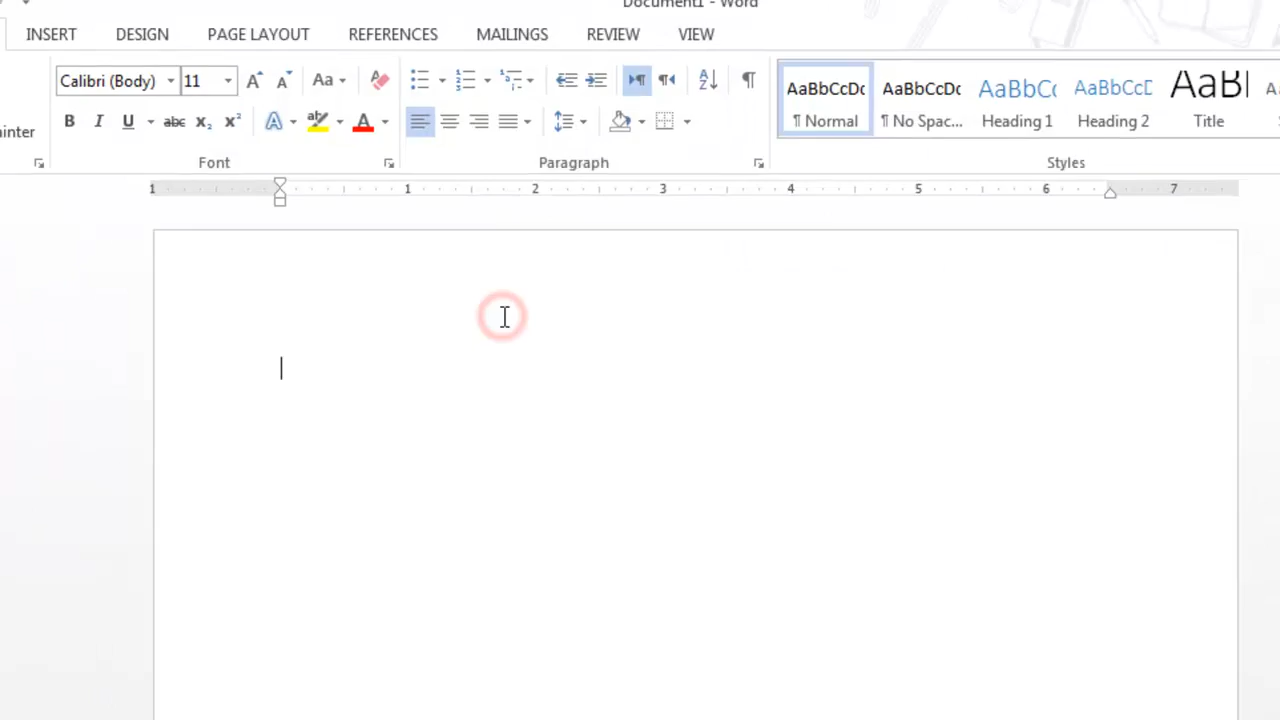 Document1 - Word
INSERT DESIGN PAGE LAYOUT REFERENCES MAILINGS REVIEW VIEW
Calibri (Body) 11 A A Aa A ¶ ¶ A Z ¶ AaBbCcDc AaBbCcDc AaBbCc AaBbCcD AaB
ainter B I U abc x₂ x² A aby A ¶ Normal ¶ No Spac... Heading 1 Heading 2 Title
Font Paragraph Styles
1 1 2 3 4 5 6 7